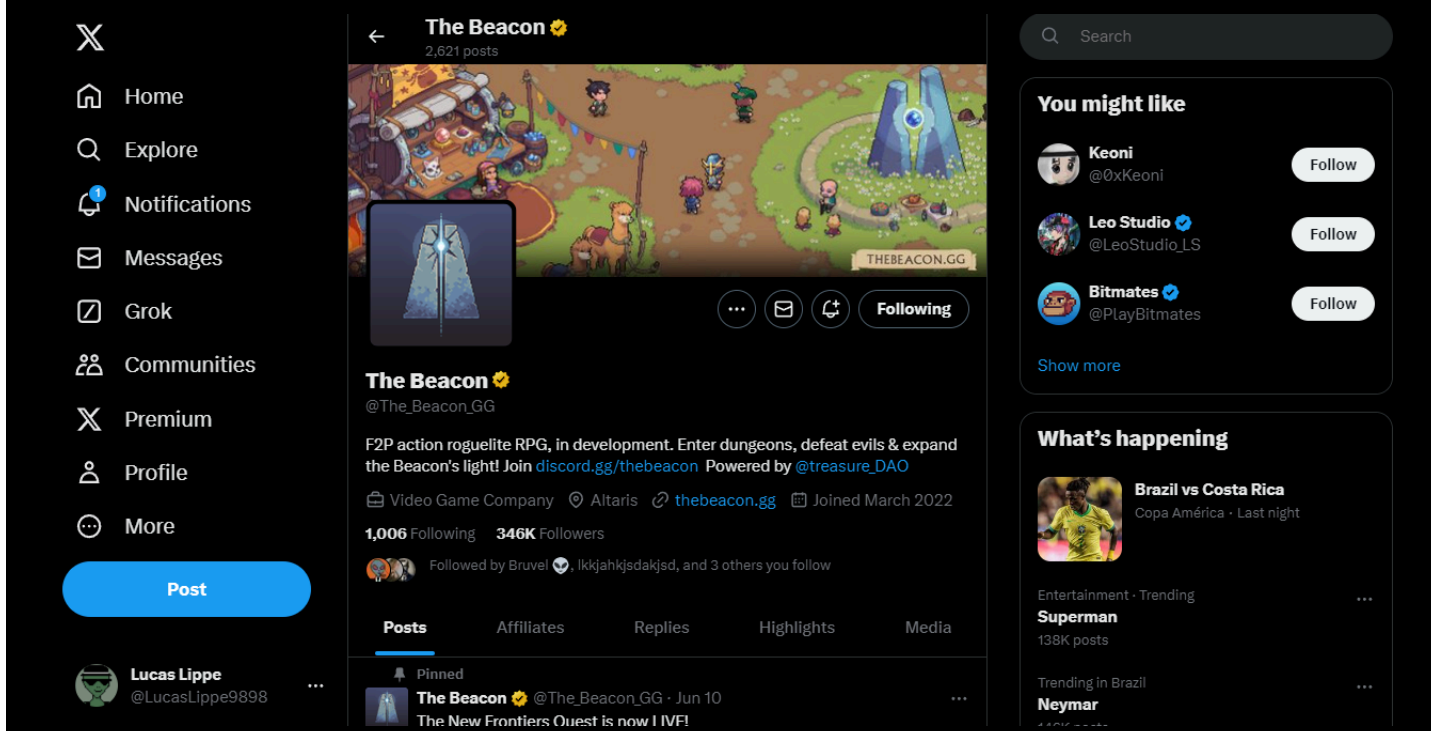 Home
Explore
1
Notifications
Messages
Grok
Communities
Premium
Profile
More
Post
Lucas Lippe
@LucasLippe9898
The Beacon
2,621 posts
THEBEACON.GG
Following
The Beacon
@The_Beacon_GG
F2P action roguelite RPG, in development. Enter dungeons, defeat evils & expand
the Beacon's light! Join discord.gg/thebeacon Powered by @treasure_DAO
Video Game Company Altaris thebeacon.gg Joined March 2022
1,006 Following 346K Followers
Followed by Bruvel 👽, lkkjahkjsdakjsd, and 3 others you follow
Posts Affiliates Replies Highlights Media
Pinned
The Beacon @The_Beacon_GG · Jun 10
The New Frontiers Quest is now LIVE!
Search
You might like
Keoni
@0xKeoni
Follow
Leo Studio
@LeoStudio_LS
Follow
Bitmates
@PlayBitmates
Follow
Show more
What's happening
Brazil vs Costa Rica
Copa América · Last night
Entertainment · Trending
Superman
138K posts
Trending in Brazil
Neymar